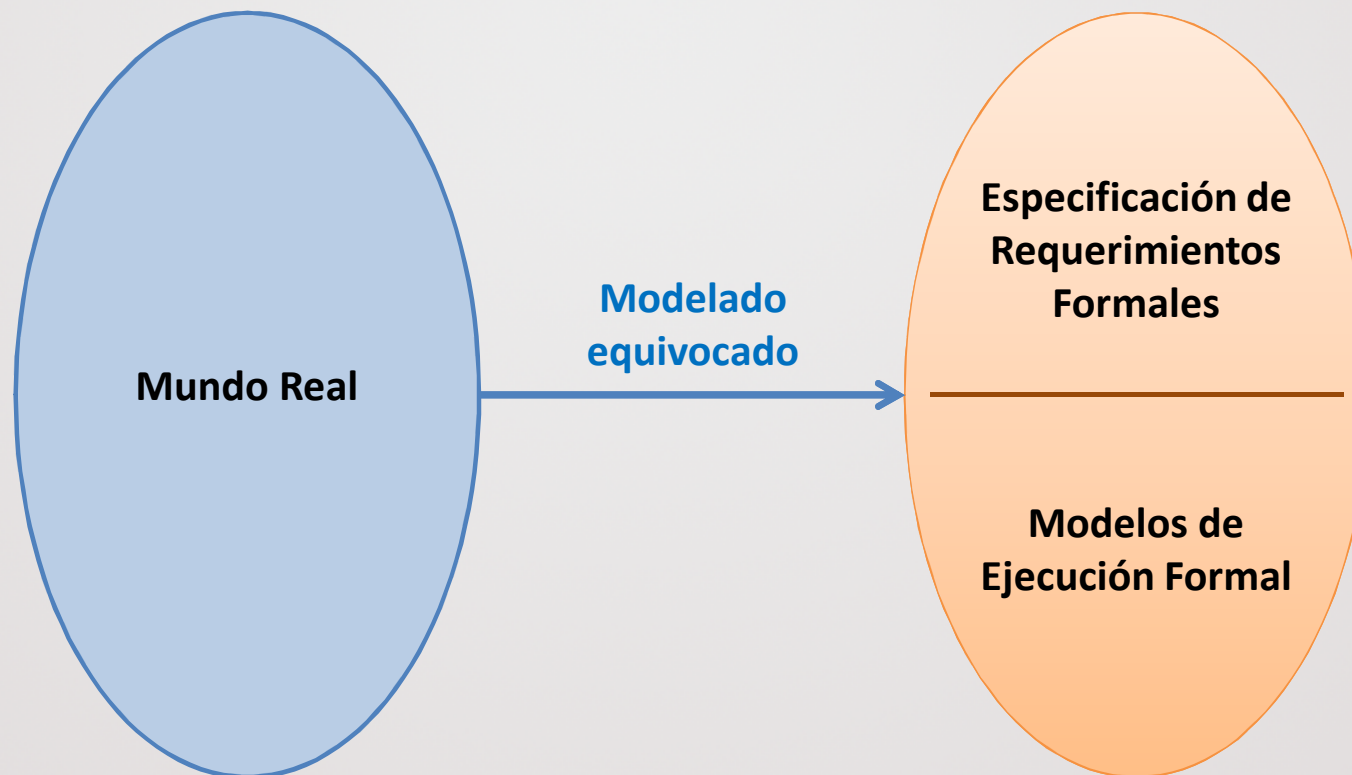 Mundo Real
Modelado
equivocado
Especificación de
Requerimientos
Formales
Modelos de
Ejecución Formal